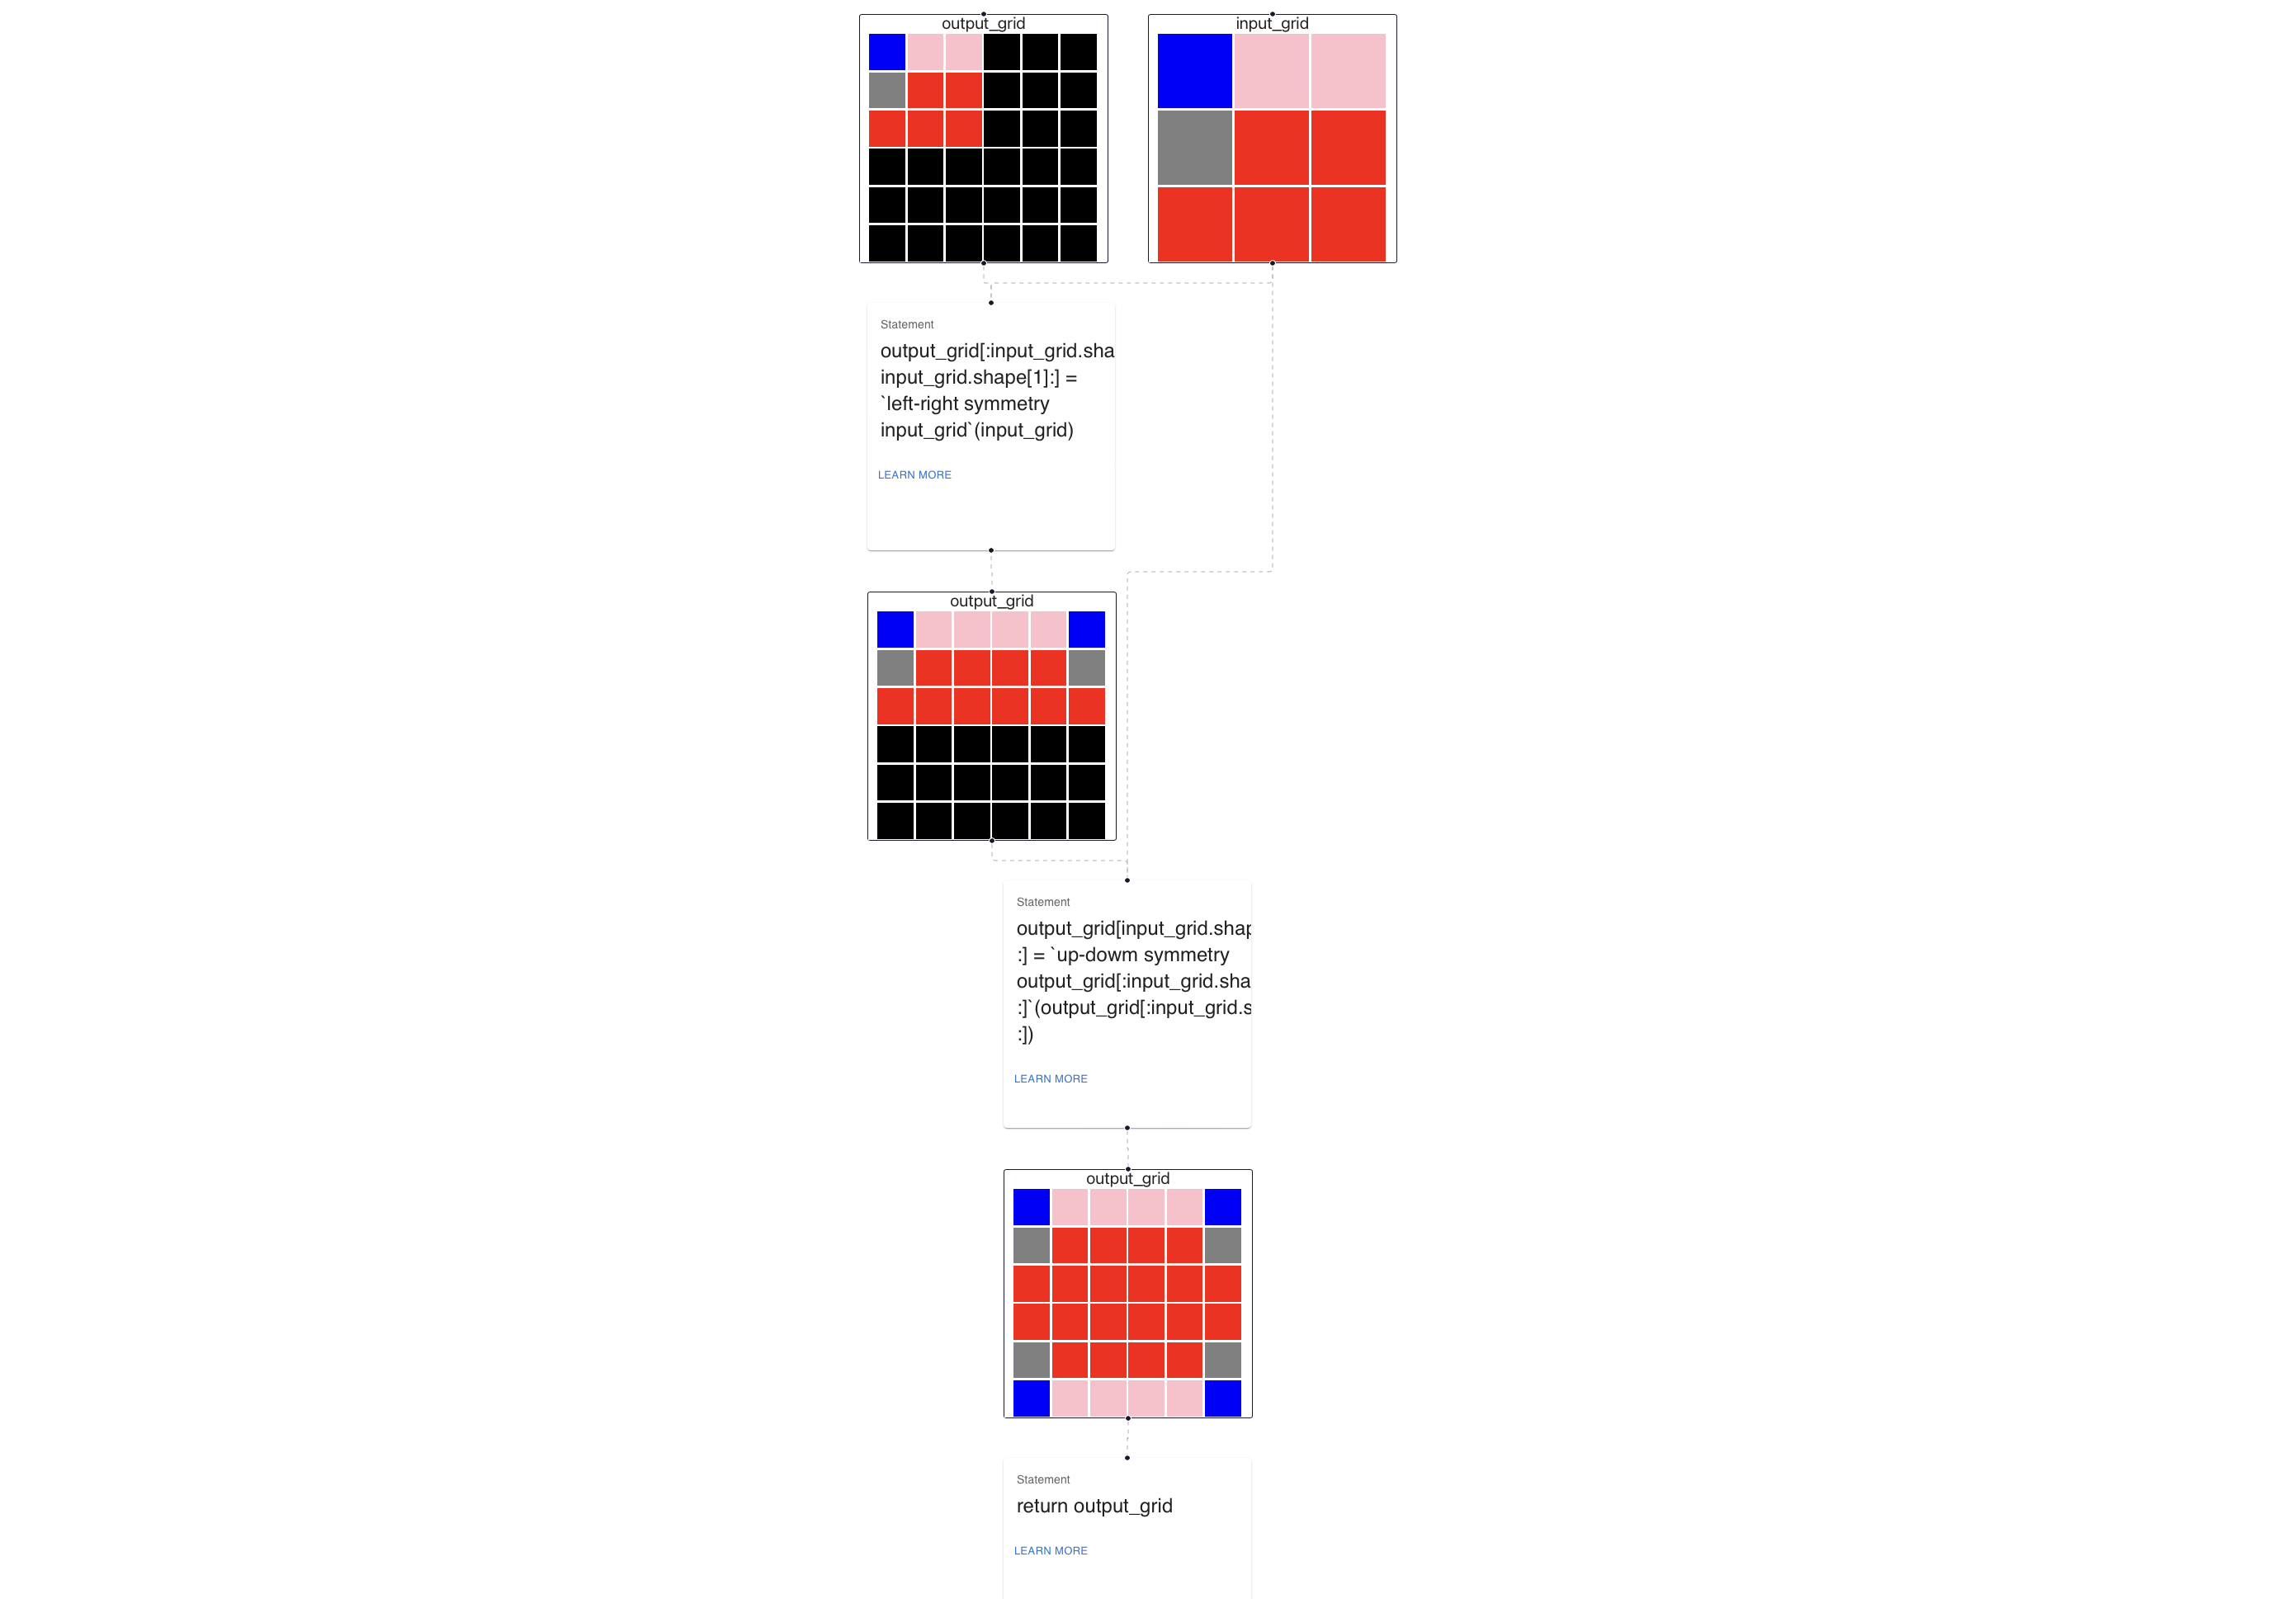 output_grid
input_grid
Statement
output_grid[:input_grid.sha
input_grid.shape[1]:] =
`left-right symmetry
input_grid`(input_grid)
LEARN MORE
output_grid
Statement
output_grid[input_grid.shap
:] = `up-dowm symmetry
output_grid[:input_grid.sha
:]`(output_grid[:input_grid.s
:])
LEARN MORE
output_grid
Statement
return output_grid
LEARN MORE